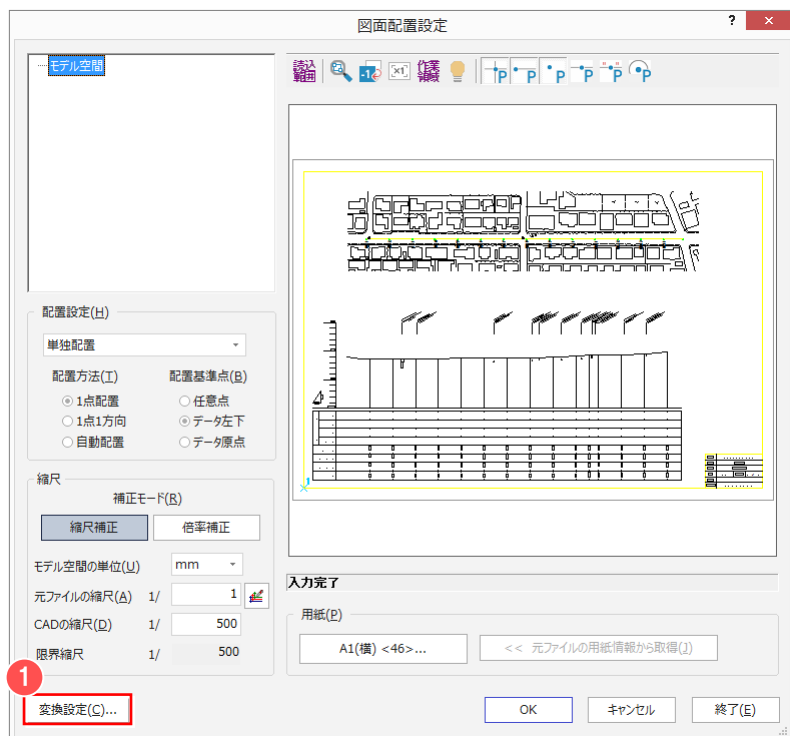 図面配置設定
?
×
モデル空間
読込
範囲
-1
x1
作業
補助
P
P
P
P
P
P
配置設定(H)
単独配置
配置方法(T)
配置基準点(B)
1点配置
任意点
1点1方向
データ左下
自動配置
データ原点
縮尺
補正モード(R)
縮尺補正
倍率補正
モデル空間の単位(U)
mm
元ファイルの縮尺(A)
1/
1
CADの縮尺(D)
1/
500
限界縮尺
1/
500
入力完了
用紙(P)
A1(横) <46>...
<< 元ファイルの用紙情報から取得(J)
1
変換設定(C)...
OK
キャンセル
終了(E)